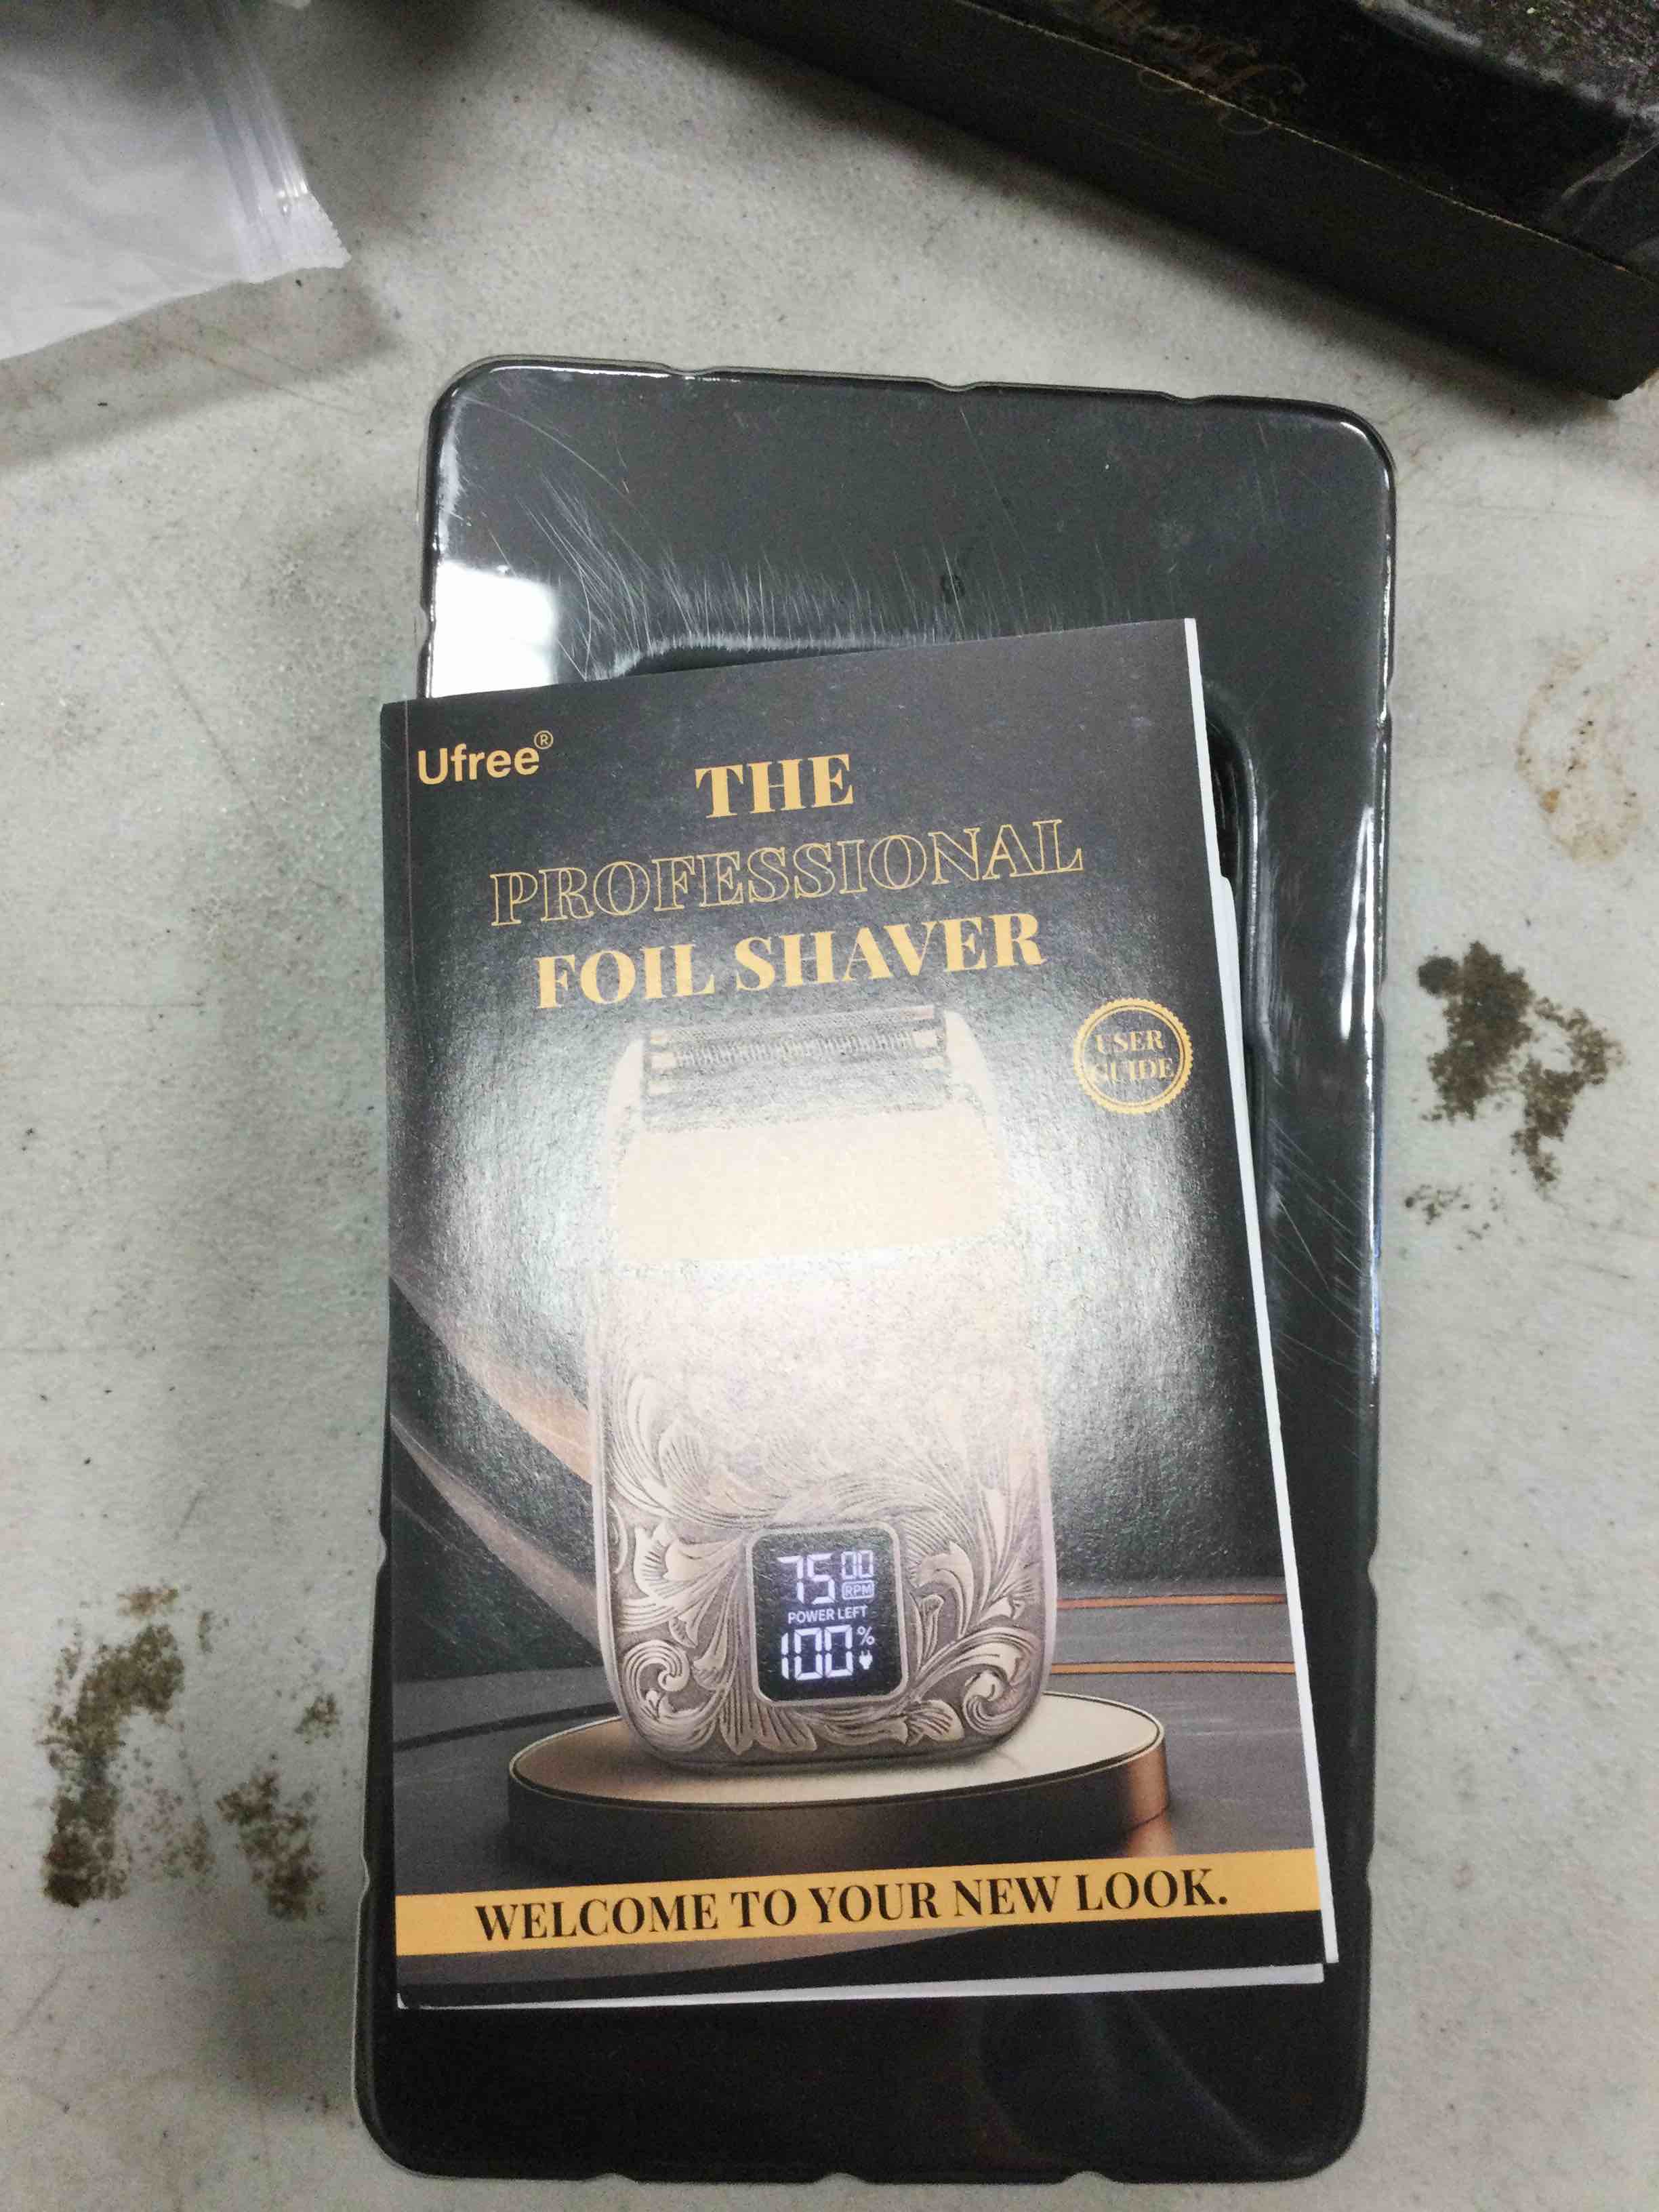 Ufree®
THE
PROFESSIONAL
FOIL SHAVER
USER
GUIDE
7500
RPM
POWER LEFT
100%
WELCOME TO YOUR NEW LOOK.